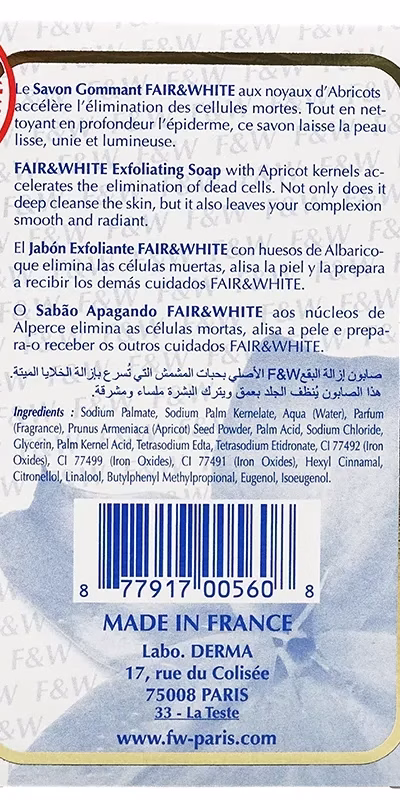 Le Savon Gommant FAIR&WHITE aux noyaux d'Abricots
accélère l'élimination des cellules mortes. Tout en net-
toyant en profondeur l'épiderme, ce savon laisse la peau
lisse, unie et lumineuse.
FAIR&WHITE Exfoliating Soap with Apricot kernels ac-
celerates the elimination of dead cells. Not only does it
deep cleanse the skin, but it also leaves your complexion
smooth and radiant.
El Jabón Exfoliante FAIR&WHITE con huesos de Albarico-
que elimina las células muertas, alisa la piel y la prepara
a recibir los demás cuidados FAIR&WHITE.
O Sabão Apagando FAIR&WHITE aos núcleos de
Alperce elimina as células mortas, alisa a pele e prepa-
ra-o receber os outros cuidados FAIR&WHITE.
صابون إزالة البقع F&W الأصلي بحبات المشمش التي تُسرع بإزالة الخلايا الميتة.
هذا الصابون يُنظف الجلد بعمق ويترك البشرة ملساء ومشرقة.
Ingredients : Sodium Palmate, Sodium Palm Kernelate, Aqua (Water), Parfum
(Fragrance), Prunus Armeniaca (Apricot) Seed Powder, Palm Acid, Sodium Chloride,
Glycerin, Palm Kernel Acid, Tetrasodium Edta, Tetrasodium Etidronate, CI 77492 (Iron
Oxides), CI 77499 (Iron Oxides), CI 77491 (Iron Oxides), Hexyl Cinnamal,
Citronellol, Linalool, Butylphenyl Methylpropional, Eugenol, Isoeugenol.
8 77917 00560 8
MADE IN FRANCE
Labo. DERMA
17, rue du Colisée
75008 PARIS
33 - La Teste
www.fw-paris.com